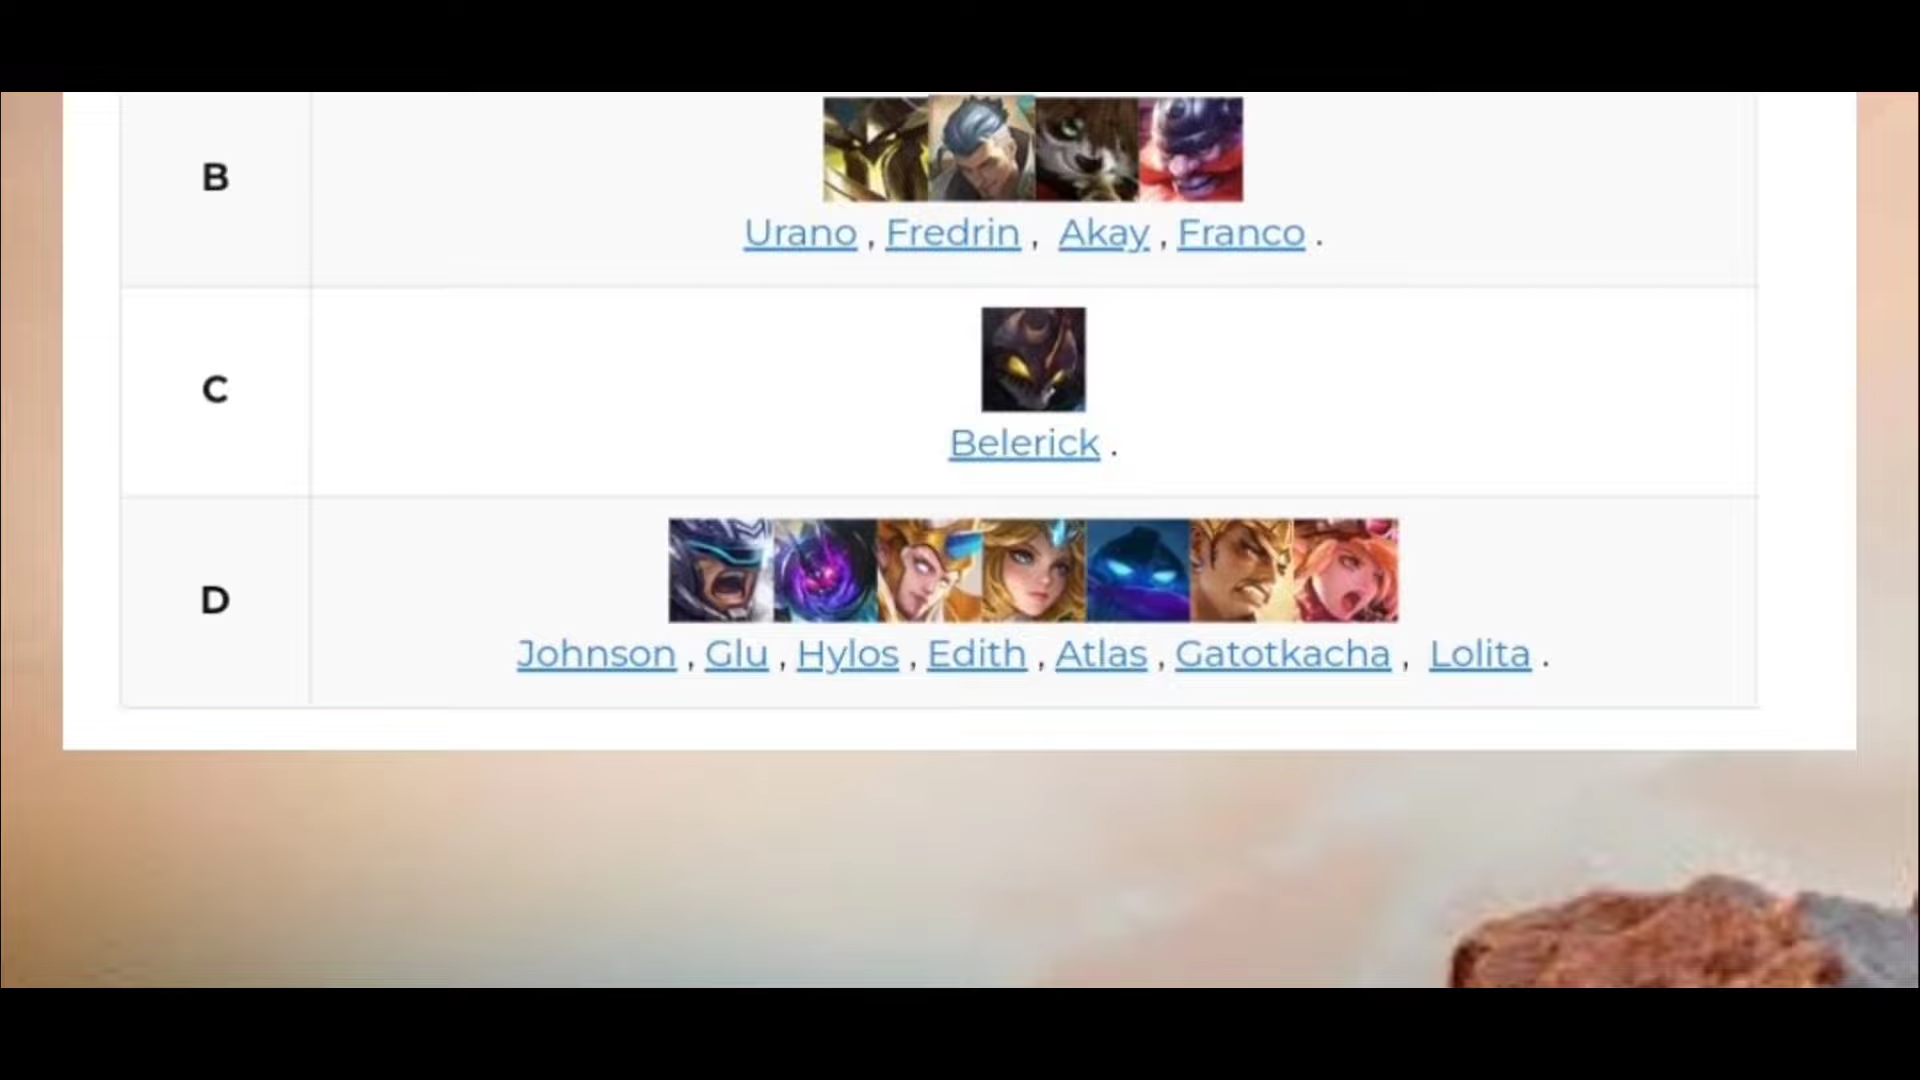 B
Urano , Fredrin , Akay , Franco .
C
Belerick .
D
Johnson , Glu , Hylos , Edith , Atlas , Gatotkacha , Lolita .